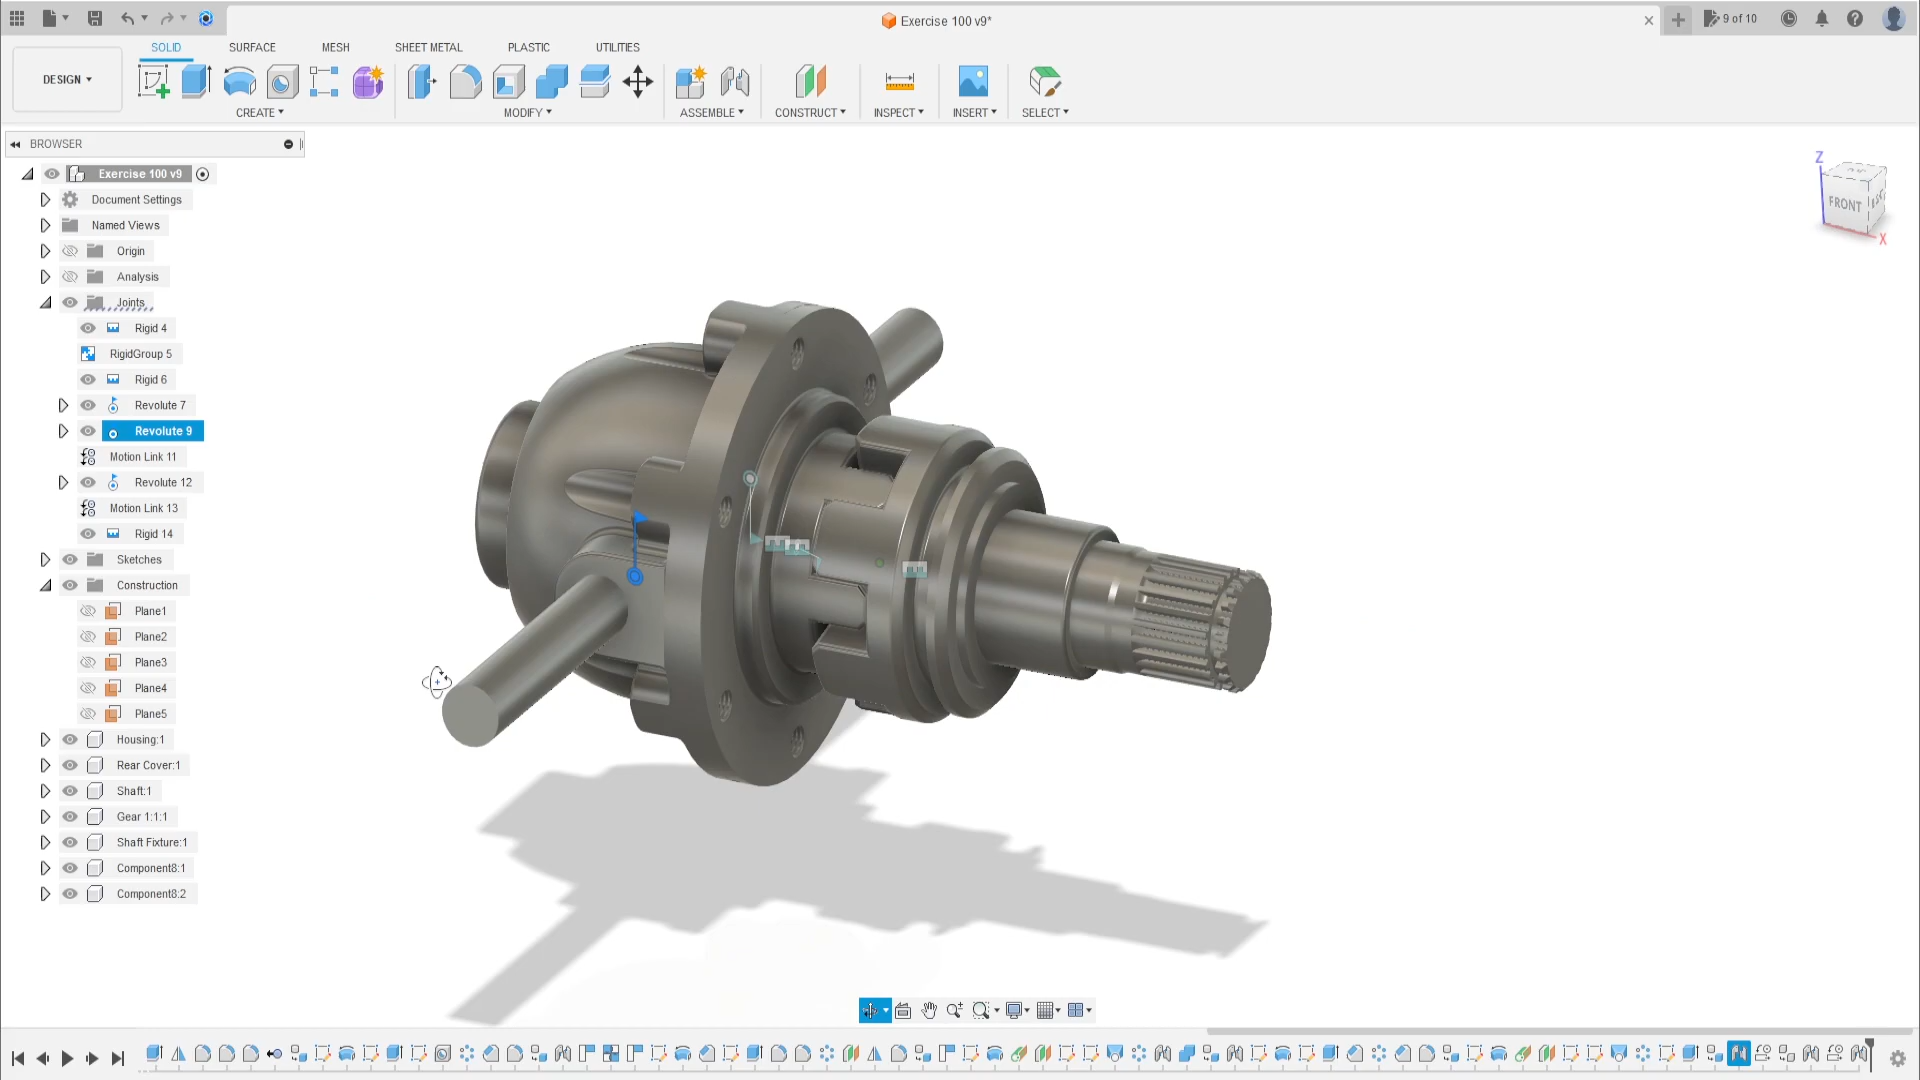 Exercise 100 v9*
9 of 10
DESIGN
SOLID SURFACE MESH SHEET METAL PLASTIC UTILITIES
CREATE MODIFY ASSEMBLE CONSTRUCT INSPECT INSERT SELECT
BROWSER
Exercise 100 v9
Document Settings
Named Views
Origin
Analysis
Joints
Rigid 4
RigidGroup 5
Rigid 6
Revolute 7
Revolute 9
Motion Link 11
Revolute 12
Motion Link 13
Rigid 14
Sketches
Construction
Plane1
Plane2
Plane3
Plane4
Plane5
Housing:1
Rear Cover:1
Shaft:1
Gear 1:1:1
Shaft Fixture:1
Component8:1
Component8:2
Z
FRONT
X